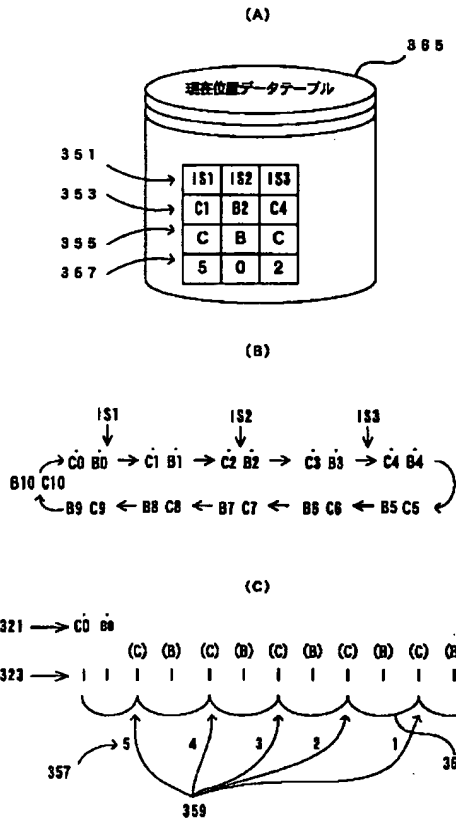 (A)
365
現在位置データテーブル
351
IS1 IS2 IS3
353
C1 B2 C4
355
C B C
357
5 0 2
(B)
IS1 IS2 IS3
C0 B0 → C1 B1 → C2 B2 → C3 B3 → C4 B4
B10 C10
B9 C9 ← B8 C8 ← B7 C7 ← B6 C6 ← B5 C5
(C)
321 → C0 B0
(C) (B) (C) (B) (C) (B) (C) (B) (C) (B
323 →
5 4 3 2 1
357
36
359